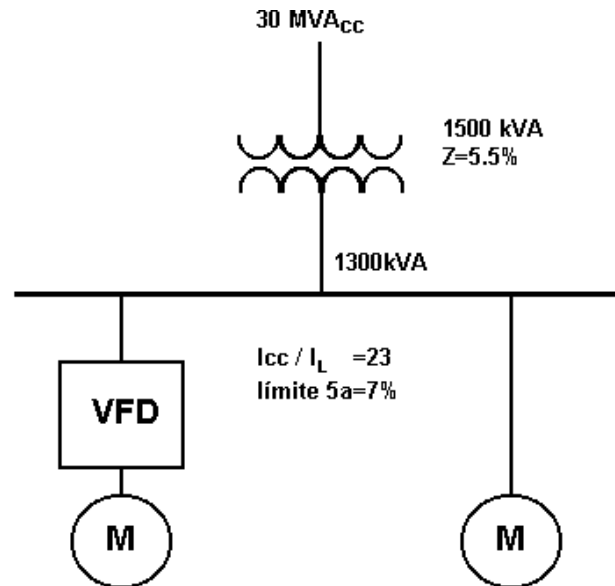 30 MVAcc
1500 kVA
Z=5.5%
1300kVA
Icc / IL =23
límite 5a=7%
VFD
M
M